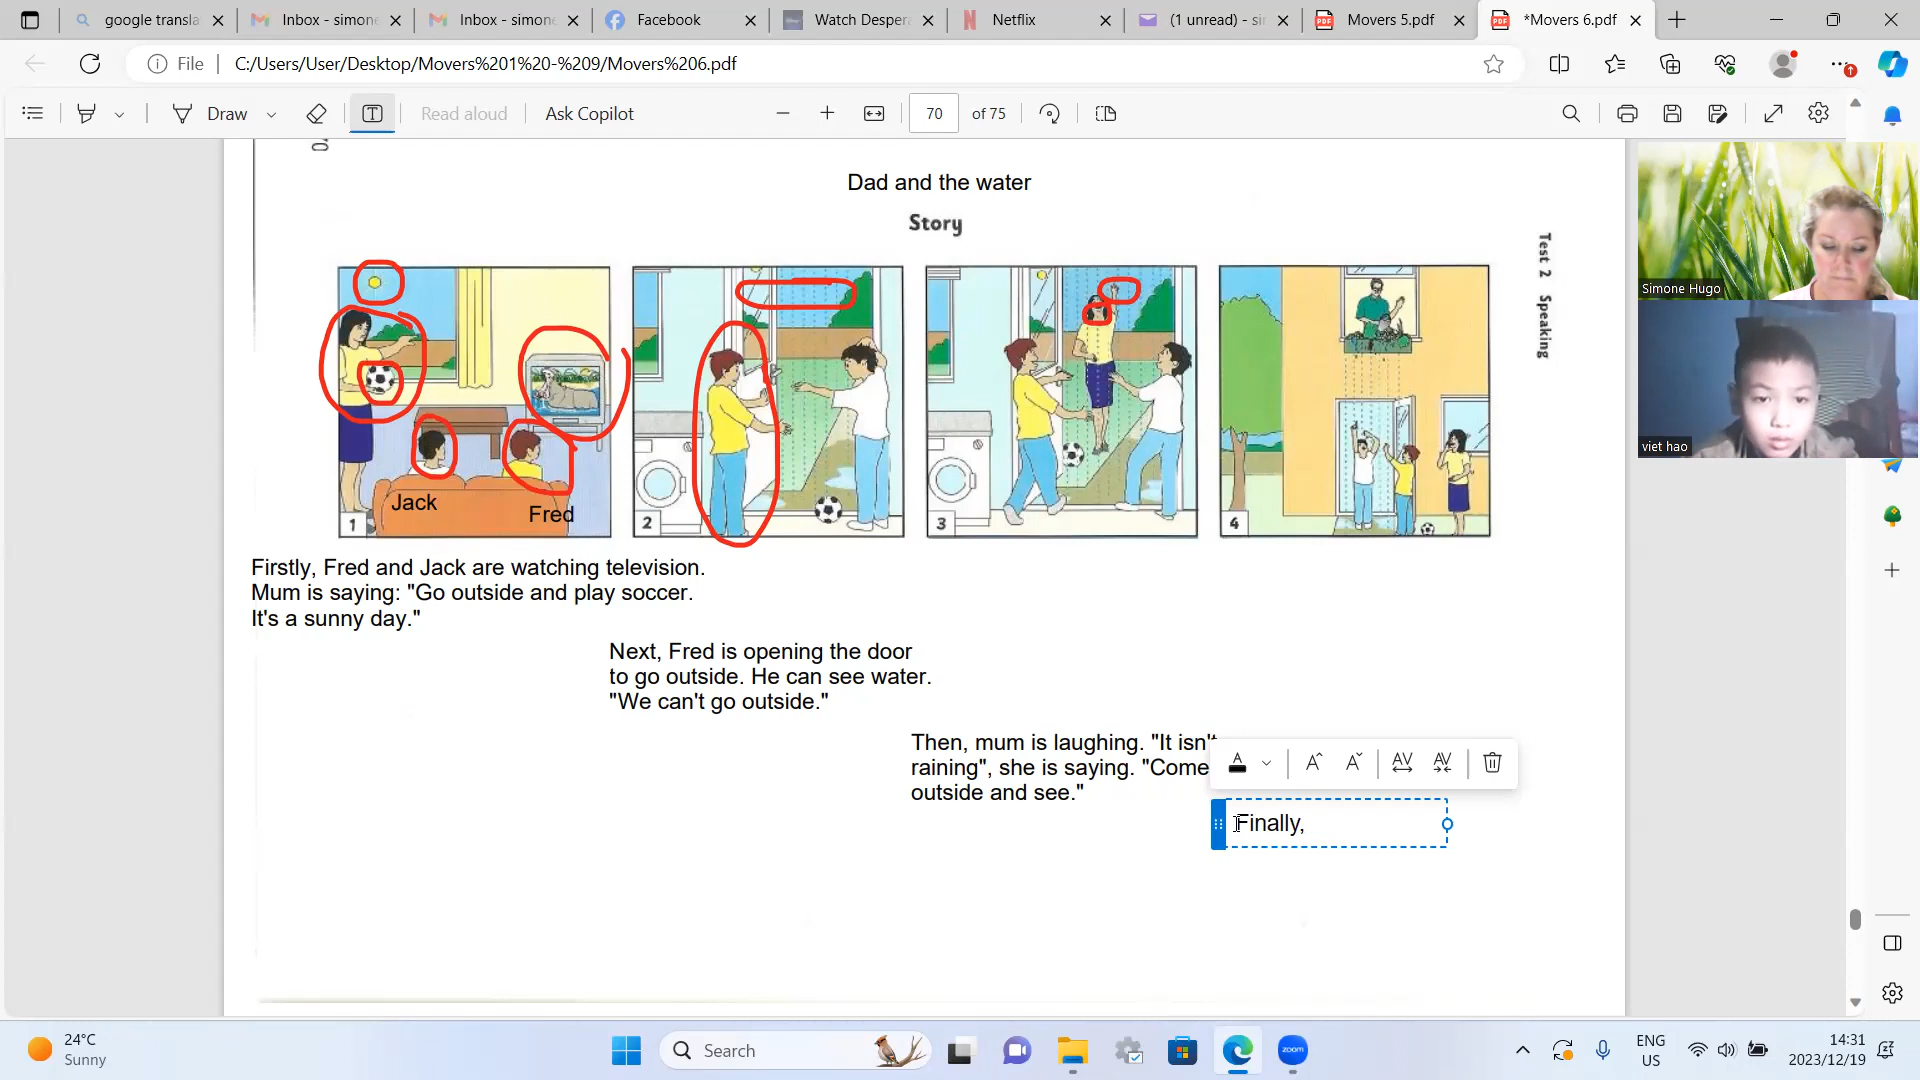 google transla
Inbox - simone
Inbox - simone
Facebook
Watch Despera
Netflix
(1 unread) - si
Movers 5.pdf
*Movers 6.pdf
File
C:/Users/User/Desktop/Movers%201%20-%209/Movers%206.pdf
Draw
Read aloud
Ask Copilot
70
of 75
Dad and the water
Story
Test 2 Speaking
Simone Hugo
viet hao
Jack
Fred
1
2
3
4
Firstly, Fred and Jack are watching television.
Mum is saying: "Go outside and play soccer.
It's a sunny day."
Next, Fred is opening the door
to go outside. He can see water.
"We can't go outside."
Then, mum is laughing. "It isn't
raining", she is saying. "Come
outside and see."
Finally,
24°C
Sunny
Search
zoom
ENG
US
14:31
2023/12/19